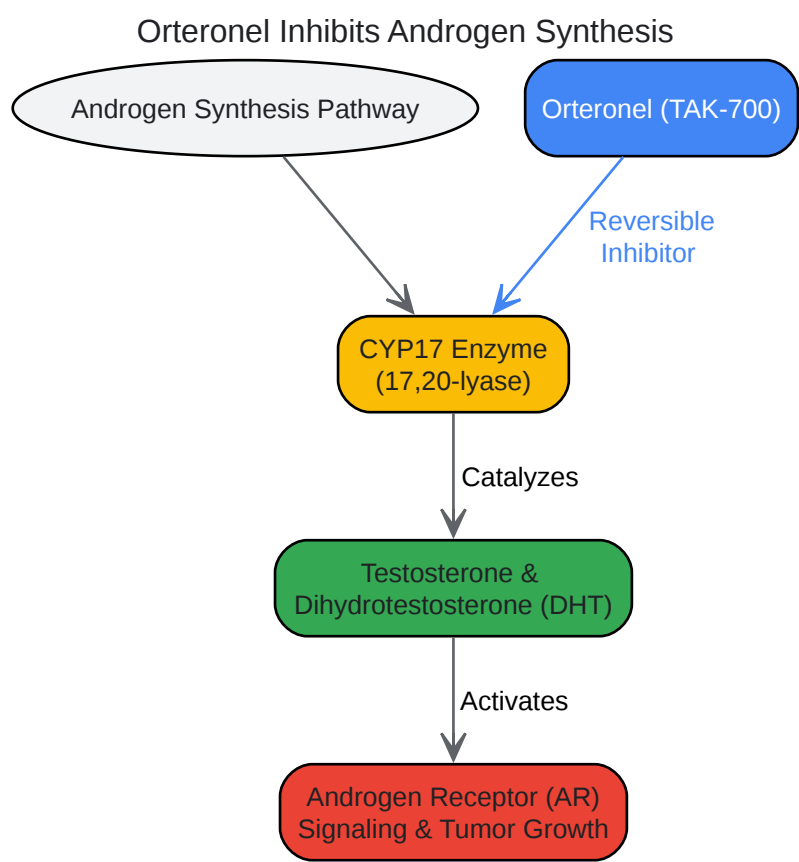 Orteronel Inhibits Androgen Synthesis
Androgen Synthesis Pathway
Orteronel (TAK-700)
Reversible
Inhibitor
CYP17 Enzyme
(17,20-lyase)
Catalyzes
Testosterone &
Dihydrotestosterone (DHT)
Activates
Androgen Receptor (AR)
Signaling & Tumor Growth